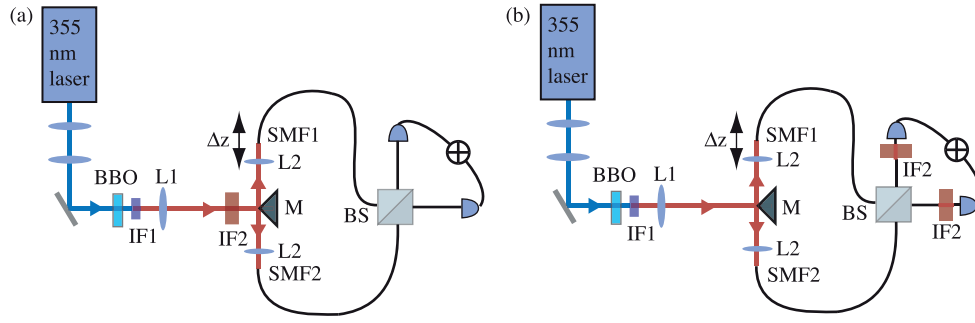 (a)
355
nm
laser
Δz
SMF1
L2
BBO
L1
M
BS
IF1
IF2
L2
SMF2
(b)
355
nm
laser
Δz
SMF1
L2
IF2
BBO
L1
M
BS
IF1
IF2
L2
SMF2